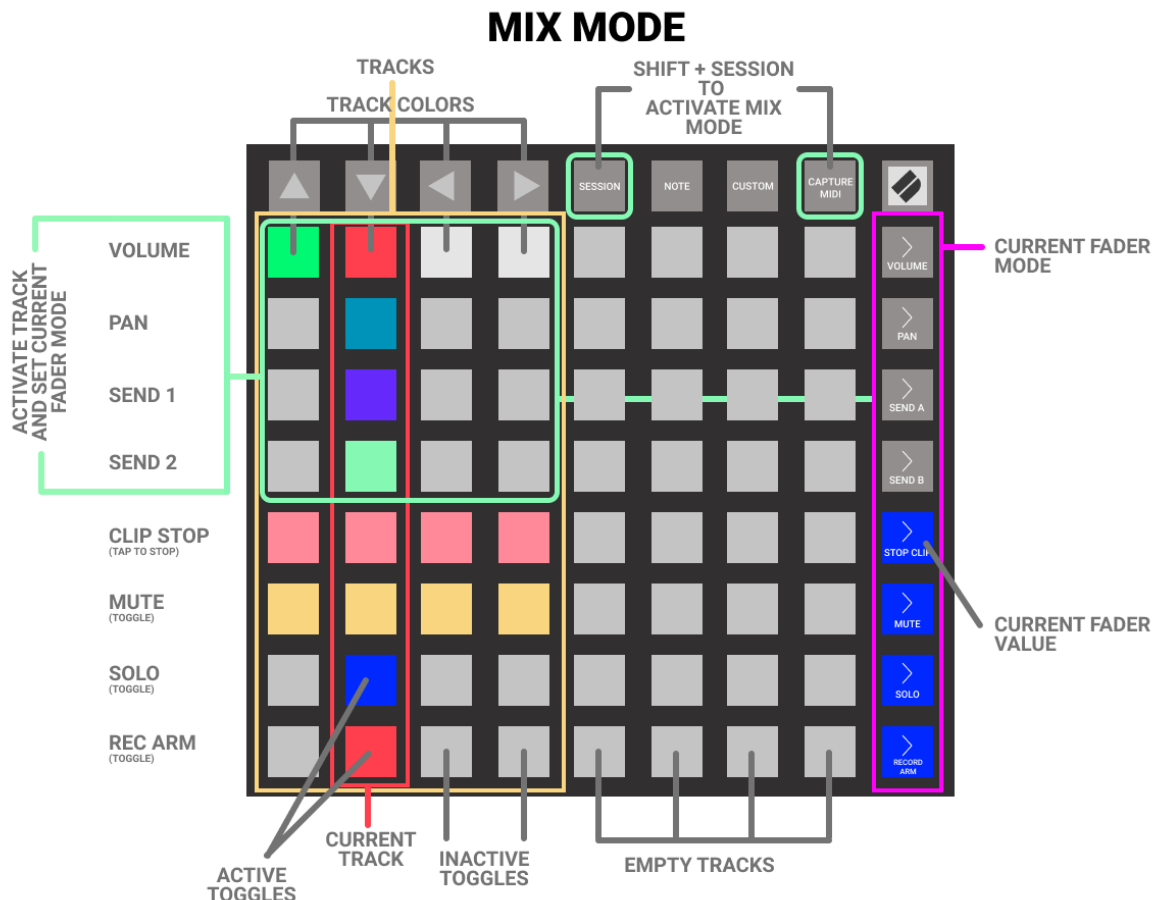 MIX MODE
TRACKS
TRACK COLORS
SHIFT + SESSION
TO
ACTIVATE MIX
MODE
SESSION
NOTE
CUSTOM
CAPTURE
MIDI
ACTIVATE TRACK
AND SET CURRENT
FADER MODE
VOLUME
PAN
SEND 1
SEND 2
CLIP STOP
(TAP TO STOP)
MUTE
(TOGGLE)
SOLO
(TOGGLE)
REC ARM
(TOGGLE)
VOLUME
PAN
SEND A
SEND B
STOP CLIP
MUTE
SOLO
RECORD
ARM
CURRENT FADER
MODE
CURRENT FADER
VALUE
ACTIVE
TOGGLES
CURRENT
TRACK
INACTIVE
TOGGLES
EMPTY TRACKS